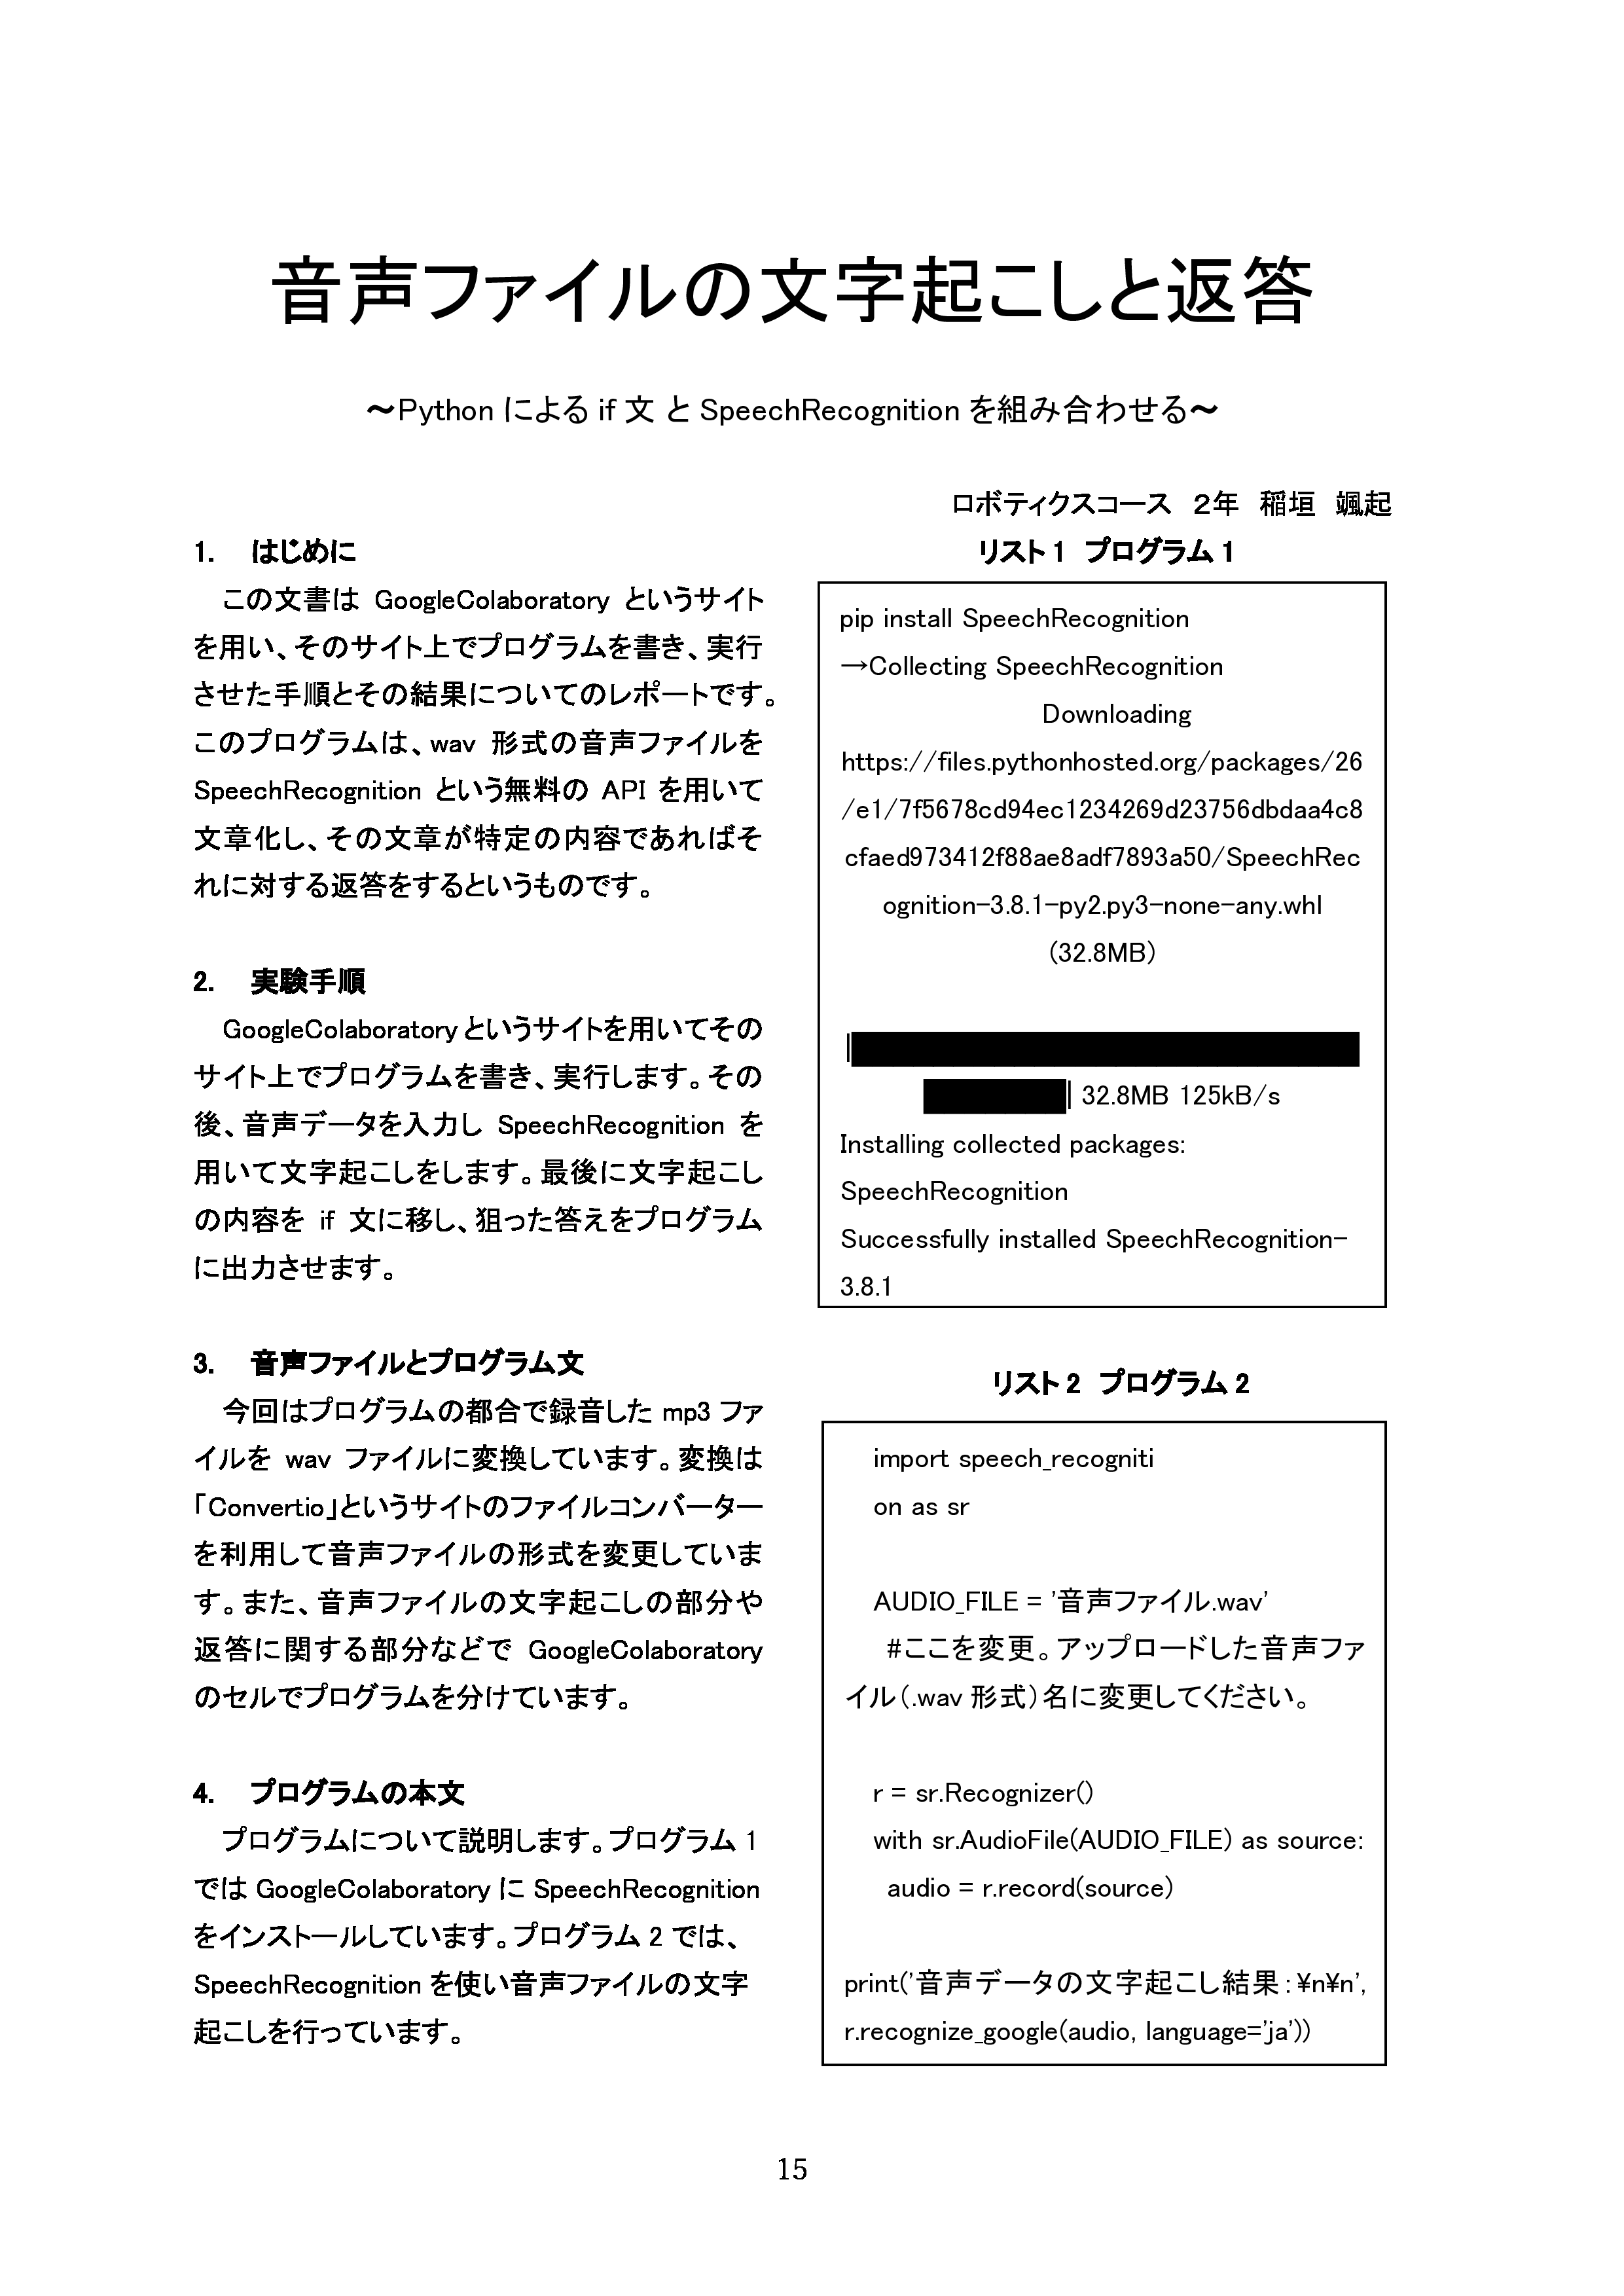 音声ファイルの文字起こしと返答
～Python による if 文 と SpeechRecognition を組み合わせる～
ロボティクスコース　２年　稲垣　颯起
1.　はじめに
この文書は GoogleColaboratory というサイト
を用い、そのサイト上でプログラムを書き、実行
させた手順とその結果についてのレポートです。
このプログラムは、wav 形式の音声ファイルを
SpeechRecognition という無料の API を用いて
文章化し、その文章が特定の内容であればそ
れに対する返答をするというものです。
2.　実験手順
GoogleColaboratory というサイトを用いてその
サイト上でプログラムを書き、実行します。その
後、音声データを入力し SpeechRecognition を
用いて文字起こしをします。最後に文字起こし
の内容を if 文に移し、狙った答えをプログラム
に出力させます。
3.　音声ファイルとプログラム文
今回はプログラムの都合で録音した mp3 ファ
イルを wav ファイルに変換しています。変換は
「Convertio」というサイトのファイルコンバーター
を利用して音声ファイルの形式を変更していま
す。また、音声ファイルの文字起こしの部分や
返答に関する部分などで GoogleColaboratory
のセルでプログラムを分けています。
4.　プログラムの本文
プログラムについて説明します。プログラム 1
では GoogleColaboratory に SpeechRecognition
をインストールしています。プログラム 2 では、
SpeechRecognition を使い音声ファイルの文字
起こしを行っています。
リスト 1　プログラム 1
pip install SpeechRecognition
→Collecting SpeechRecognition
Downloading
https://files.pythonhosted.org/packages/26
/e1/7f5678cd94ec1234269d23756dbdaa4c8
cfaed973412f88ae8adf7893a50/SpeechRec
ognition-3.8.1-py2.py3-none-any.whl
(32.8MB)
|██████████████
████| 32.8MB 125kB/s
Installing collected packages:
SpeechRecognition
Successfully installed SpeechRecognition-
3.8.1
リスト 2　プログラム 2
import speech_recogniti
on as sr
AUDIO_FILE = '音声ファイル.wav'
#ここを変更。アップロードした音声ファ
イル（.wav 形式）名に変更してください。
r = sr.Recognizer()
with sr.AudioFile(AUDIO_FILE) as source:
audio = r.record(source)
print('音声データの文字起こし結果：¥n¥n',
r.recognize_google(audio, language='ja'))
15